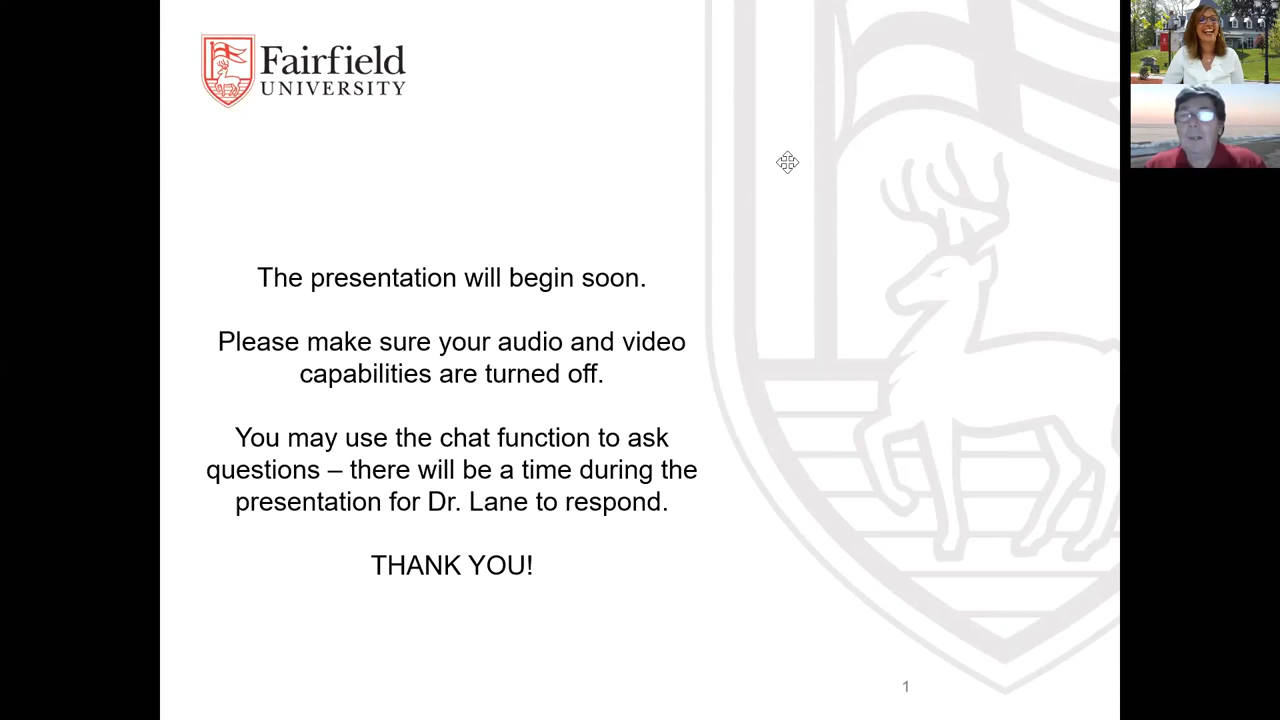 Fairfield
UNIVERSITY
The presentation will begin soon.
Please make sure your audio and video
capabilities are turned off.
You may use the chat function to ask
questions – there will be a time during the
presentation for Dr. Lane to respond.
THANK YOU!
1